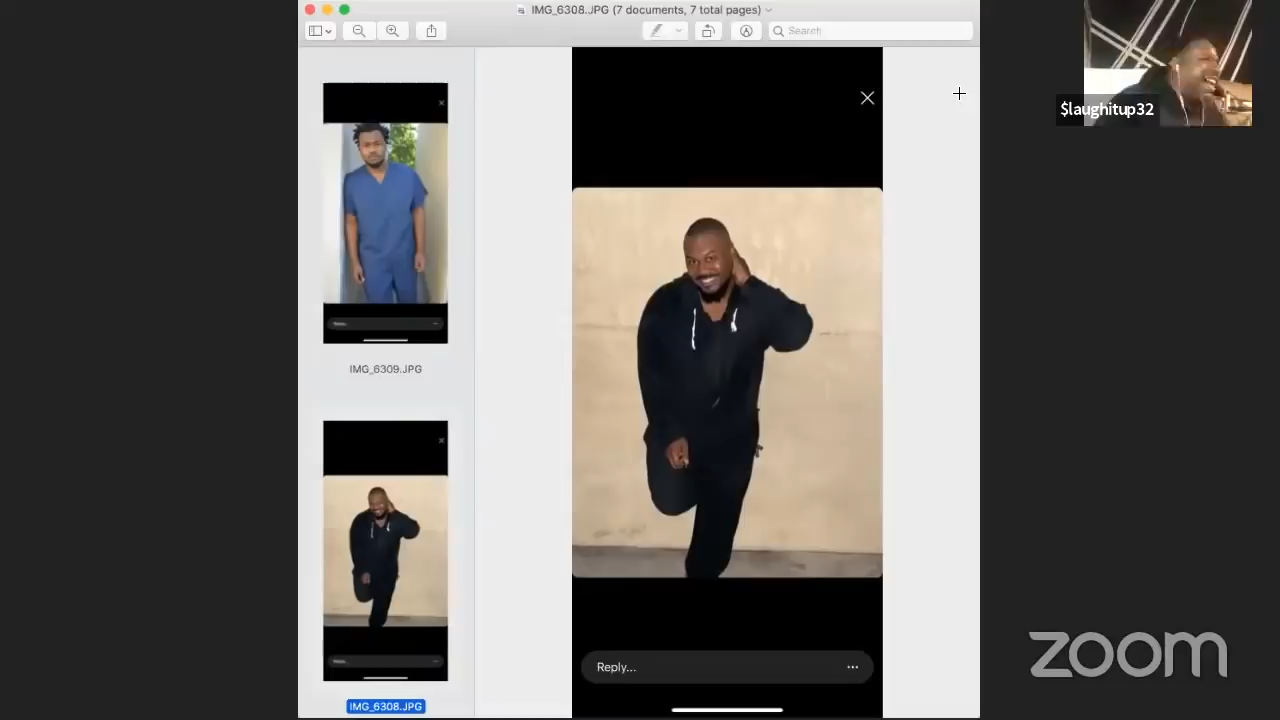 IMG_6308.JPG (7 documents, 7 total pages)
Search
$laughitup32
IMG_6309.JPG
Reply...
IMG_6308.JPG
zoom